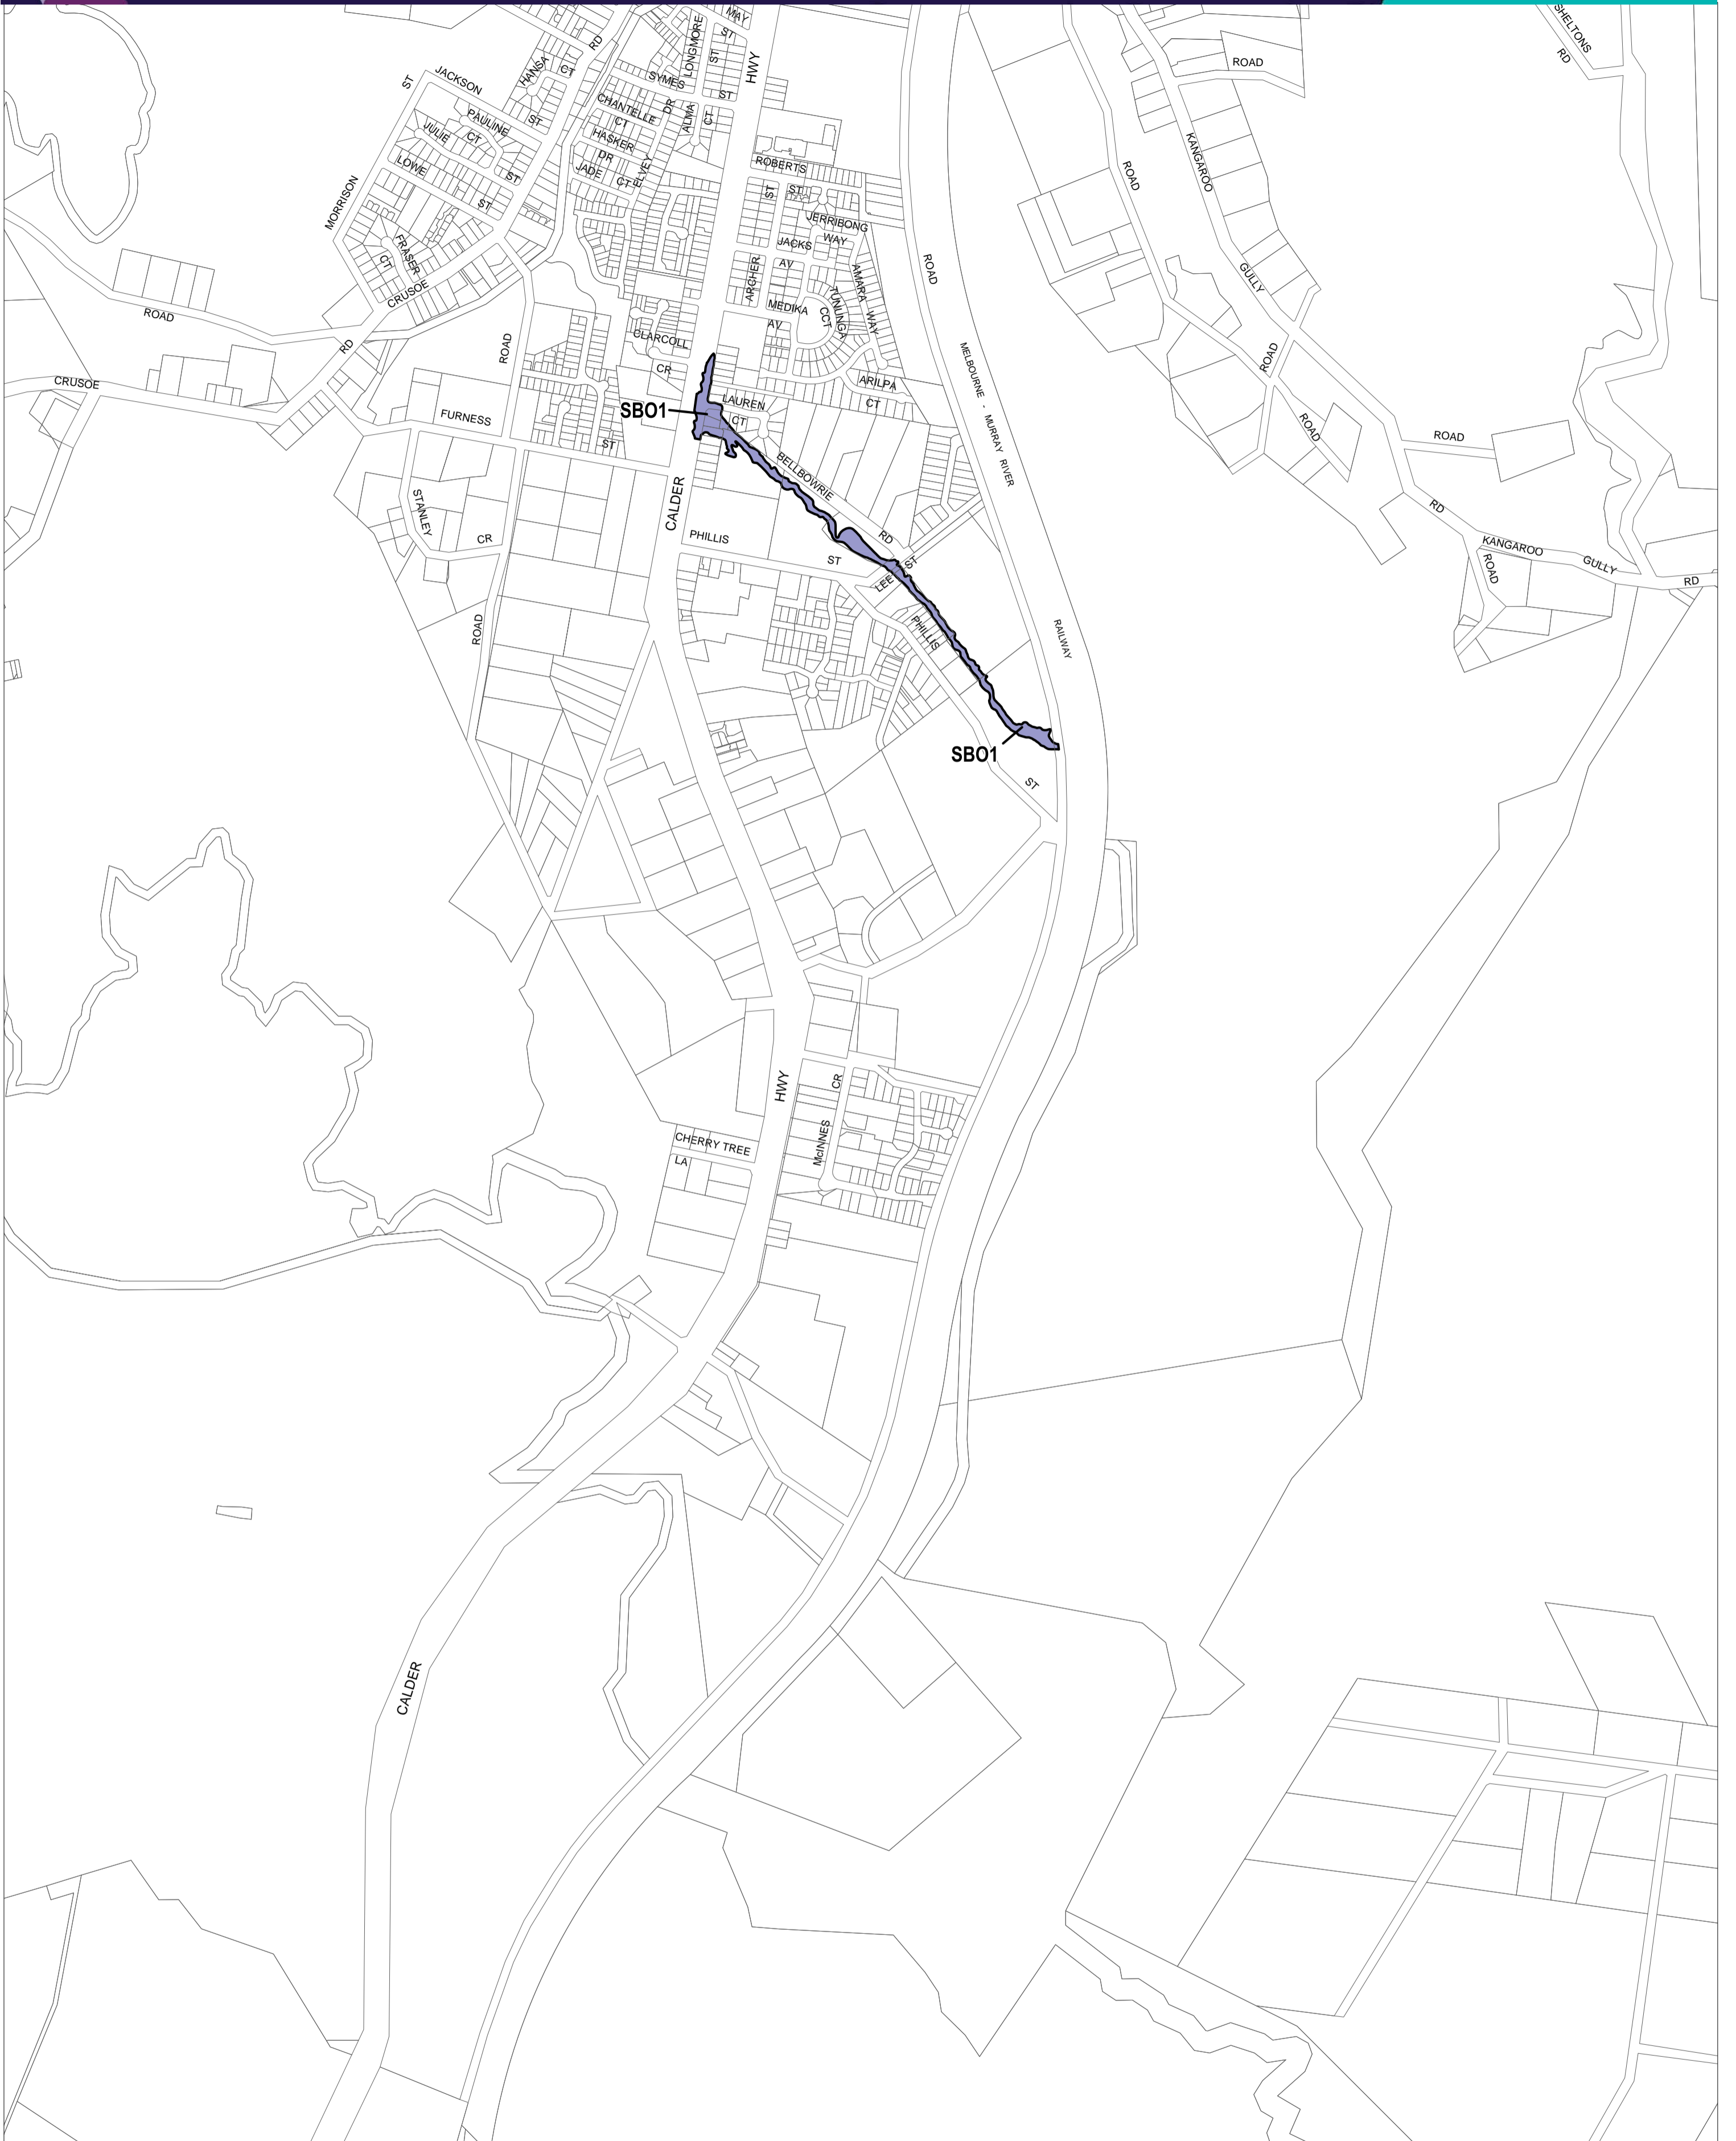 MAY
ST
LONGMORE
ST
HWY
RD
HANSA
CT
JACKSON
ST
SYMES
ST
SHELTONS
RD
ROAD
CHANTELLE
CT
DR
ALMA
CT
PAULINE
CT
ST
JULIE
HASKER
DR
JADE
CT
ELVEY
ROBERTS
ST
ST
LOWE
ST
ST
MORRISON
ROAD
KANGAROO
JERRIBONG
WAY
JACKS
AV
FRASER
CT
CRUSOE
ROAD
ARCHER
AMARA
WAY
TUNLINGA
CCT
MEDIKA
AV
GULLY
ROAD
RD
ROAD
CLARCOLL
CR
MELBOURNE - MURRAY RIVER
ROAD
CRUSOE
ARILPA
CT
LAUREN
CT
SBO1
FURNESS
ST
ROAD
ROAD
BELLBOWRIE
RD
STANLEY
CR
CALDER
PHILLIS
ST
LEE
ST
RD
KANGAROO
GULLY
RD
ROAD
ROAD
PHILLIS
RAILWAY
SBO1
ST
HWY
CR
McINNES
CHERRY TREE
LA
CALDER